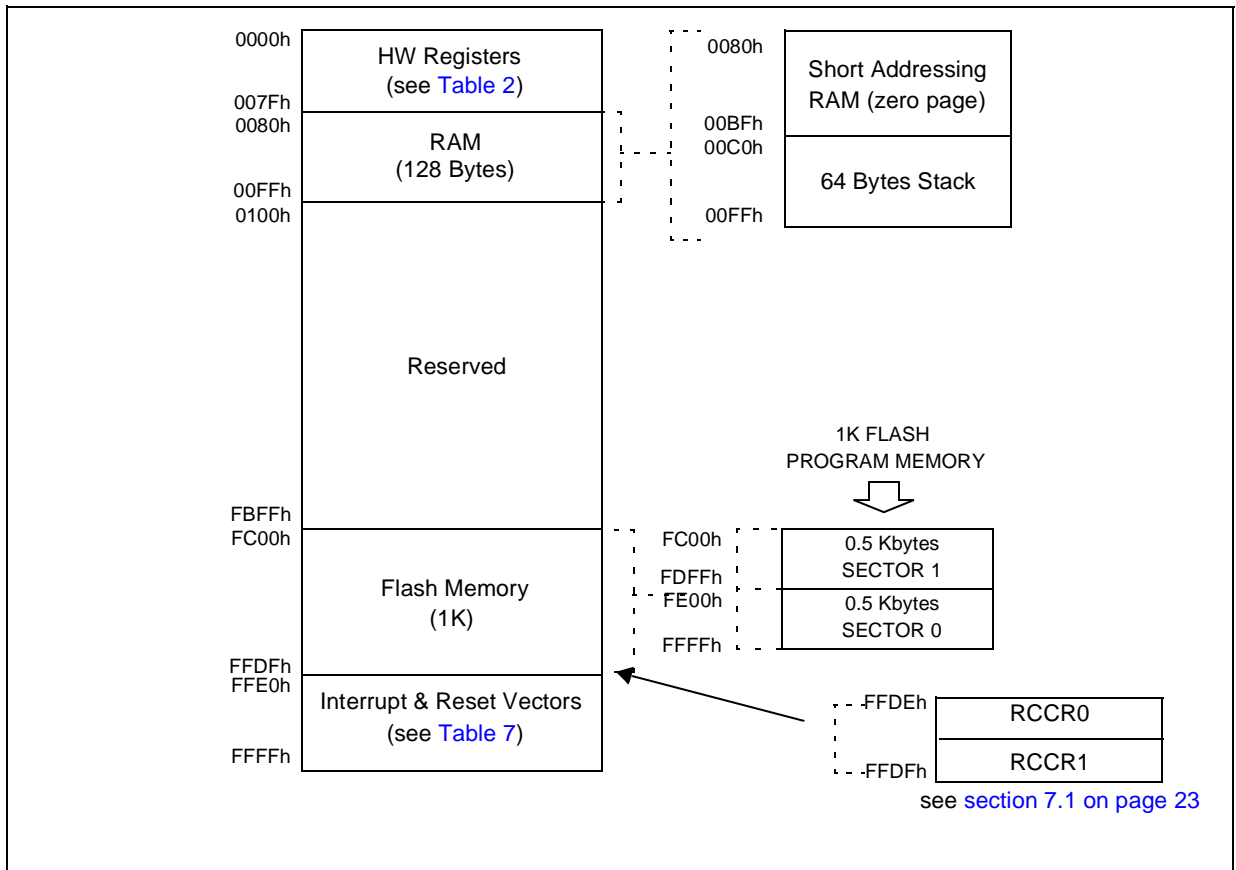 0000h
HW Registers
(see Table 2)
007Fh
0080h
RAM
(128 Bytes)
00FFh
0100h
Reserved
FBFFh
FC00h
Flash Memory
(1K)
FFDFh
FFE0h
Interrupt & Reset Vectors
(see Table 7)
FFFFh
0080h
Short Addressing
RAM (zero page)
00BFh
00C0h
64 Bytes Stack
00FFh
1K FLASH
PROGRAM MEMORY
FC00h
0.5 Kbytes
SECTOR 1
FDFFh
FE00h
0.5 Kbytes
SECTOR 0
FFFFh
FFDEh
RCCR0
RCCR1
FFDFh
see section 7.1 on page 23